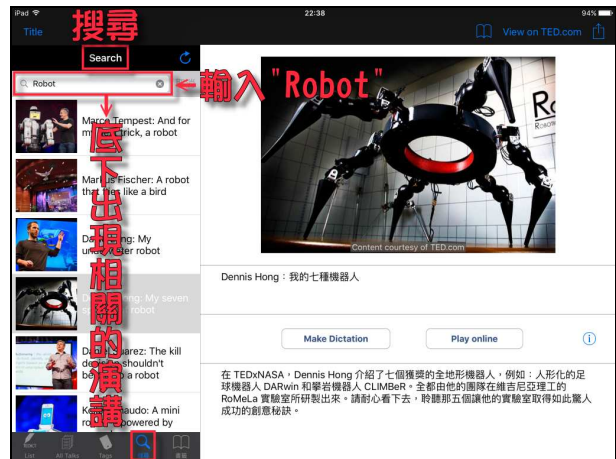 iPad
22:38
94%
Title
搜尋
View on TED.com
Search
Robot
輸入"Robot"
底下出現相關的演講
Tempest: And for
trick, a robot
Fischer: A robot
that flies like a bird
My
robot
My seven
robot
The kill
shouldn't
a robot
A mini
powered by
List
All Talks
Tags
Content courtesy of TED.com
Dennis Hong：我的七種機器人
Make Dictation
Play online
在 TEDxNASA，Dennis Hong 介紹了七個獲獎的全地形機器人，例如：人形化的足
球機器人 DARwin 和攀岩機器人 CLIMBeR。全都由他的團隊在維吉尼亞理工的
RoMeLa 實驗室所研製出來。請耐心看下去，聆聽那五個讓他的實驗室取得如此驚人
成功的創意秘訣。